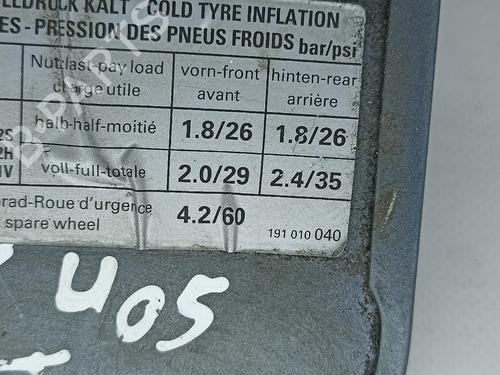 KALT - COLD TYRE INFLATION
ES - PRESSION DES PNEUS FROIDS bar/psi
Nutzlast-pay load
charge utile
vorn-front
avant
hinten-rear
arrière
halb-half-moitié
1.8/26
1.8/26
voll-full-totale
2.0/29
2.4/35
rad-Roue d'urgence
spare wheel
4.2/60
191 010 040
U05
B-PARTS